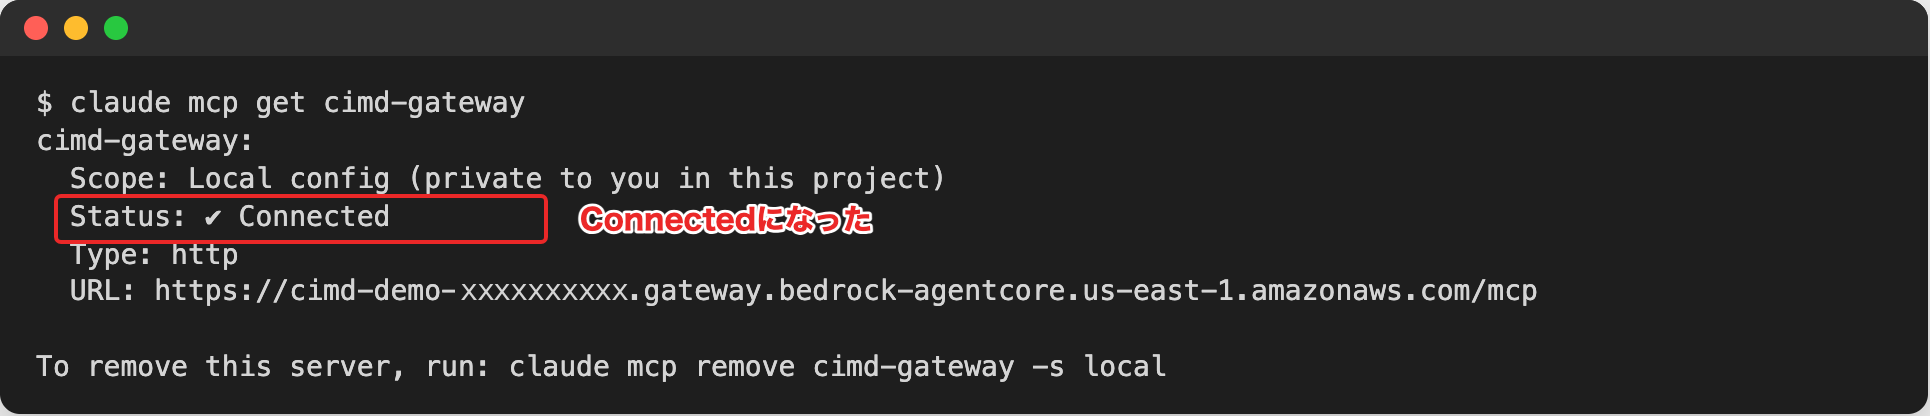 $ claude mcp get cimd-gateway
cimd-gateway:
Scope: Local config (private to you in this project)
Status: ✔ Connected
Connectedになった
Type: http
URL: https://cimd-demo-xxxxxxxxxx.gateway.bedrock-agentcore.us-east-1.amazonaws.com/mcp
To remove this server, run: claude mcp remove cimd-gateway -s local